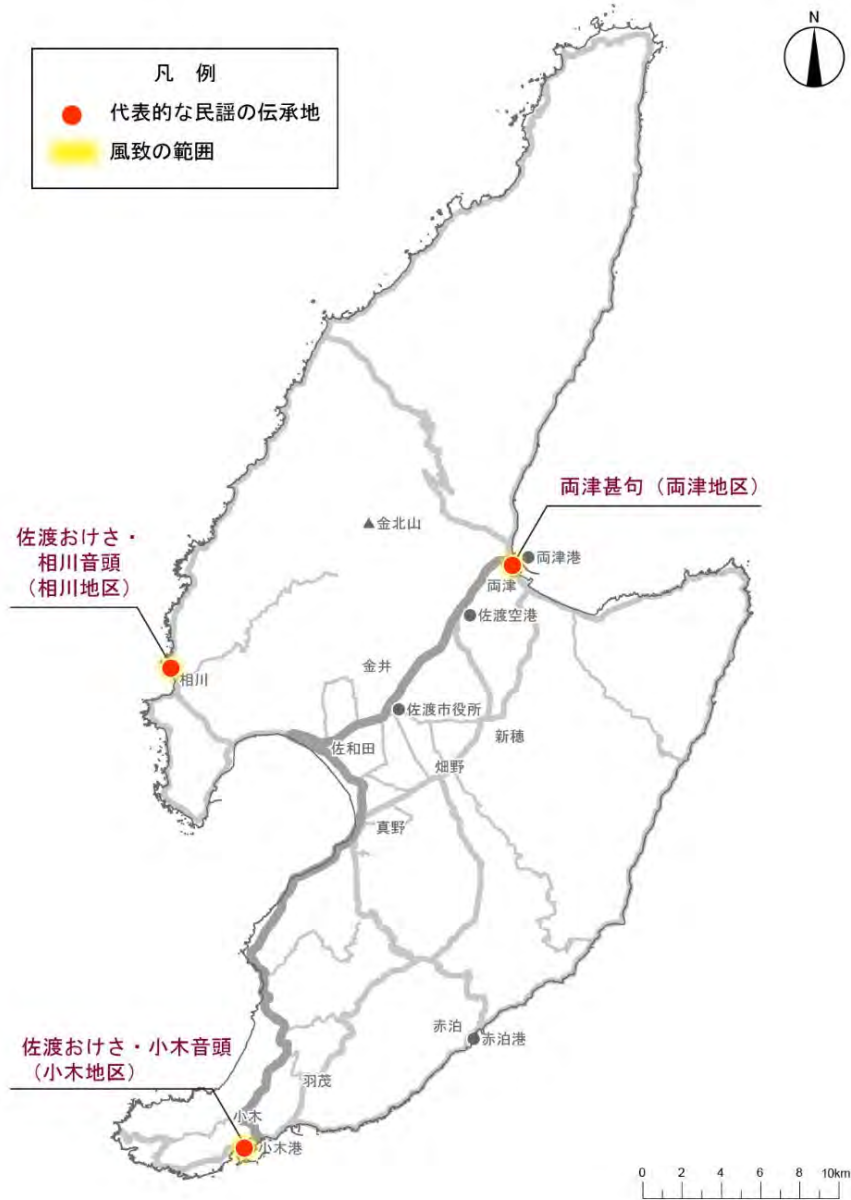 N
凡 例
代表的な民謡の伝承地
風致の範囲
両津甚句（両津地区）
金北山
佐渡おけさ・
相川音頭
（相川地区）
両津港
両津
佐渡空港
金井
相川
佐渡市役所
新穂
佐和田
畑野
真野
赤泊
赤泊港
佐渡おけさ・小木音頭
（小木地区）
羽茂
小木
小木港
0 2 4 6 8 10km